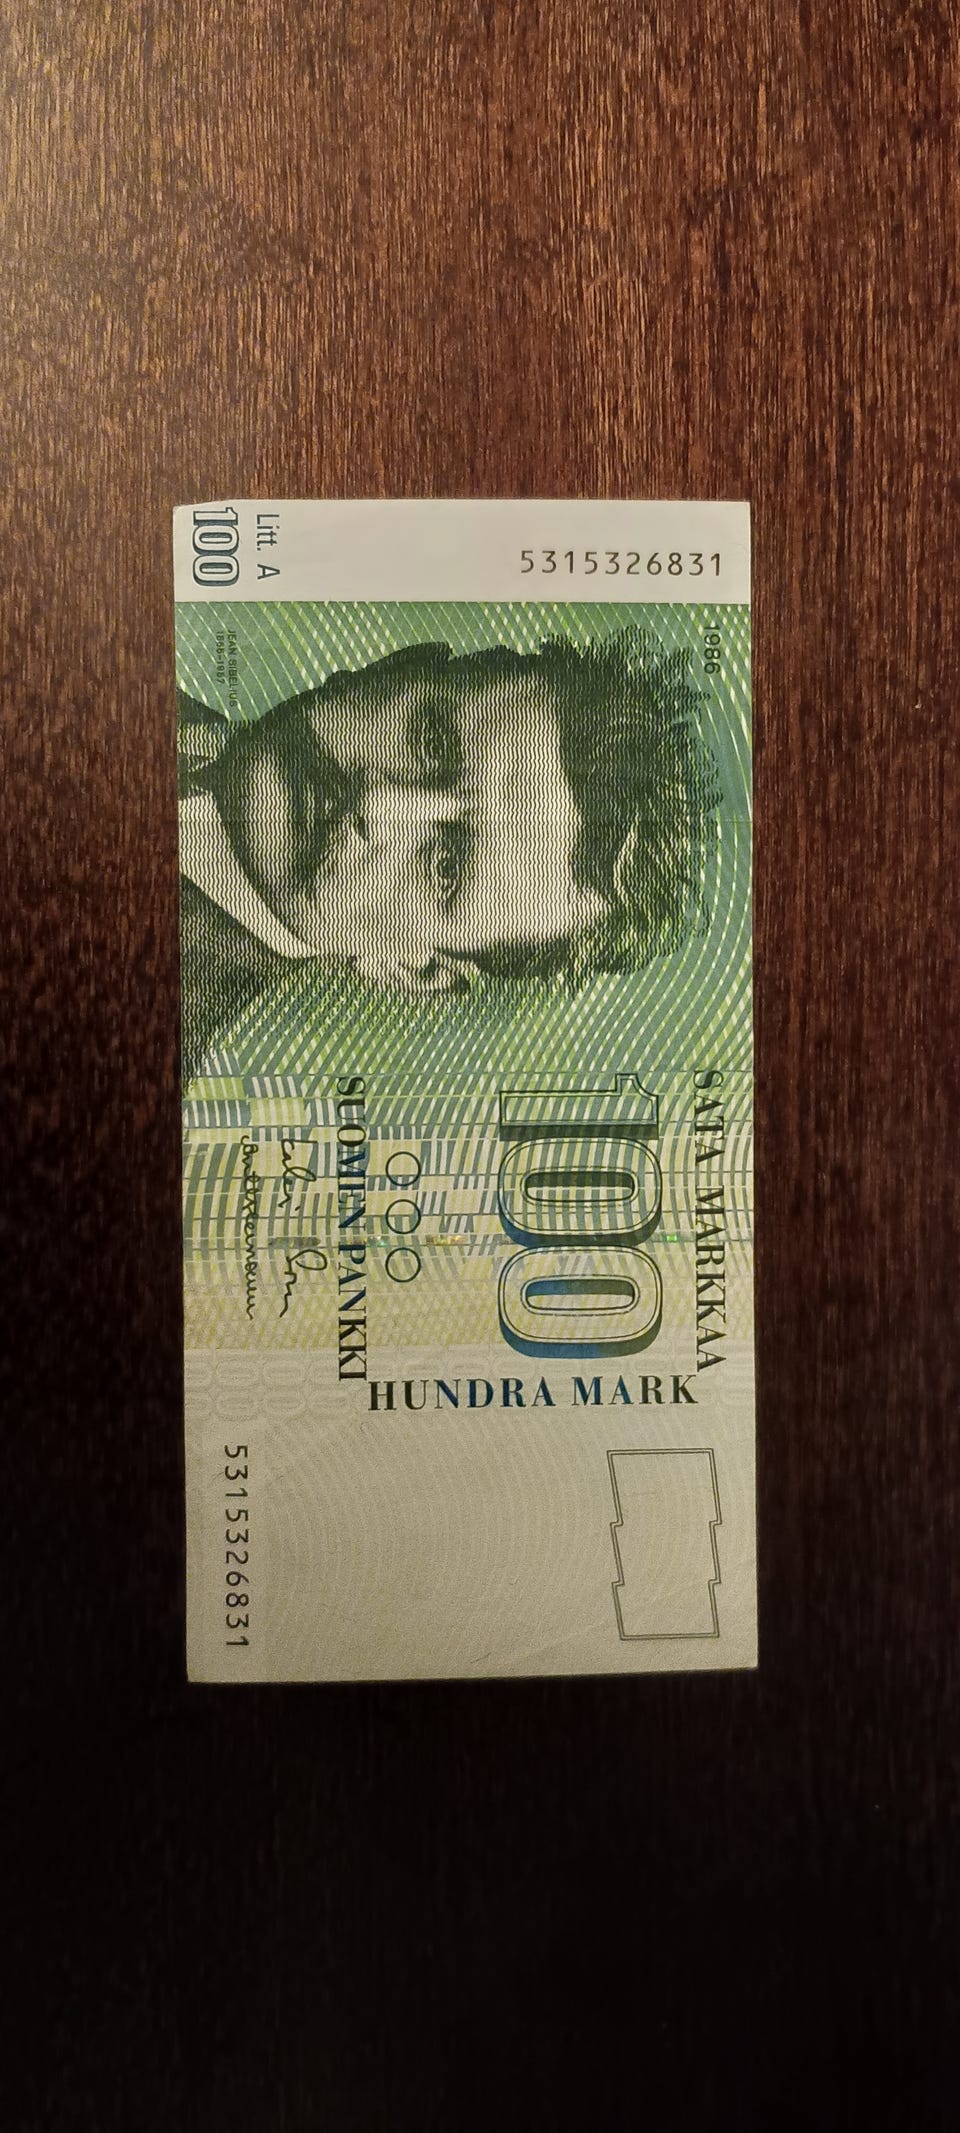 Litt. A
100
5315326831
1986
JEAN SIBELIUS
1865-1957
SATA MARKKAA
100
HUNDRA MARK
SUOMEN PANKKI
5315326831